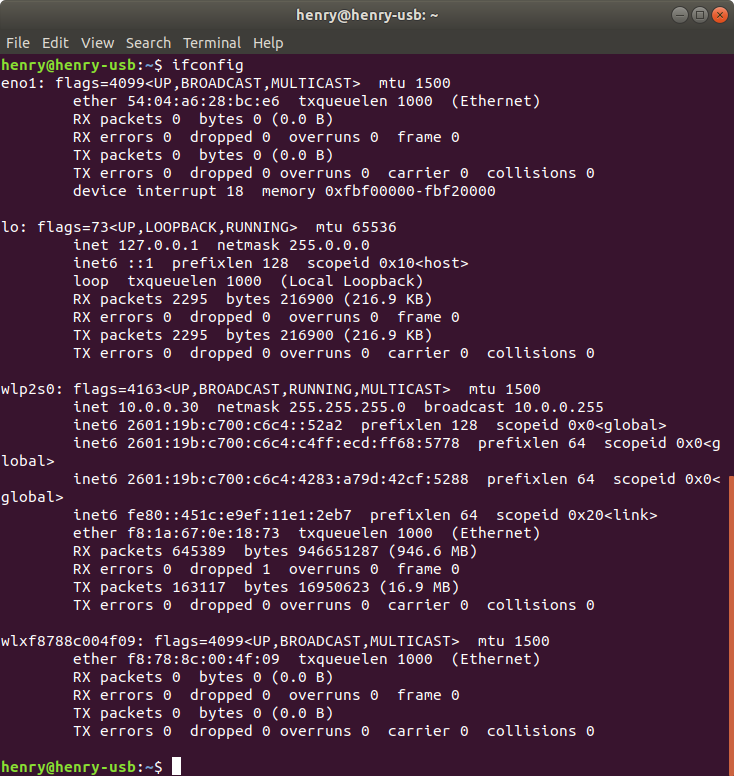 henry@henry-usb: ~
File Edit View Search Terminal Help
henry@henry-usb:~$ ifconfig
eno1: flags=4099<UP,BROADCAST,MULTICAST>  mtu 1500
        ether 54:04:a6:28:bc:e6  txqueuelen 1000  (Ethernet)
        RX packets 0  bytes 0 (0.0 B)
        RX errors 0  dropped 0  overruns 0  frame 0
        TX packets 0  bytes 0 (0.0 B)
        TX errors 0  dropped 0 overruns 0  carrier 0  collisions 0
        device interrupt 18  memory 0xfbf00000-fbf20000

lo: flags=73<UP,LOOPBACK,RUNNING>  mtu 65536
        inet 127.0.0.1  netmask 255.0.0.0
        inet6 ::1  prefixlen 128  scopeid 0x10<host>
        loop  txqueuelen 1000  (Local Loopback)
        RX packets 2295  bytes 216900 (216.9 KB)
        RX errors 0  dropped 0  overruns 0  frame 0
        TX packets 2295  bytes 216900 (216.9 KB)
        TX errors 0  dropped 0 overruns 0  carrier 0  collisions 0

wlp2s0: flags=4163<UP,BROADCAST,RUNNING,MULTICAST>  mtu 1500
        inet 10.0.0.30  netmask 255.255.255.0  broadcast 10.0.0.255
        inet6 2601:19b:c700:c6c4::52a2  prefixlen 128  scopeid 0x0<global>
        inet6 2601:19b:c700:c6c4:c4ff:ecd:ff68:5778  prefixlen 64  scopeid 0x0<g
lobal>
        inet6 2601:19b:c700:c6c4:4283:a79d:42cf:5288  prefixlen 64  scopeid 0x0<
global>
        inet6 fe80::451c:e9ef:11e1:2eb7  prefixlen 64  scopeid 0x20<link>
        ether f8:1a:67:0e:18:73  txqueuelen 1000  (Ethernet)
        RX packets 645389  bytes 946651287 (946.6 MB)
        RX errors 0  dropped 1  overruns 0  frame 0
        TX packets 163117  bytes 16950623 (16.9 MB)
        TX errors 0  dropped 0 overruns 0  carrier 0  collisions 0

wlxf8788c004f09: flags=4099<UP,BROADCAST,MULTICAST>  mtu 1500
        ether f8:78:8c:00:4f:09  txqueuelen 1000  (Ethernet)
        RX packets 0  bytes 0 (0.0 B)
        RX errors 0  dropped 0  overruns 0  frame 0
        TX packets 0  bytes 0 (0.0 B)
        TX errors 0  dropped 0 overruns 0  carrier 0  collisions 0

henry@henry-usb:~$